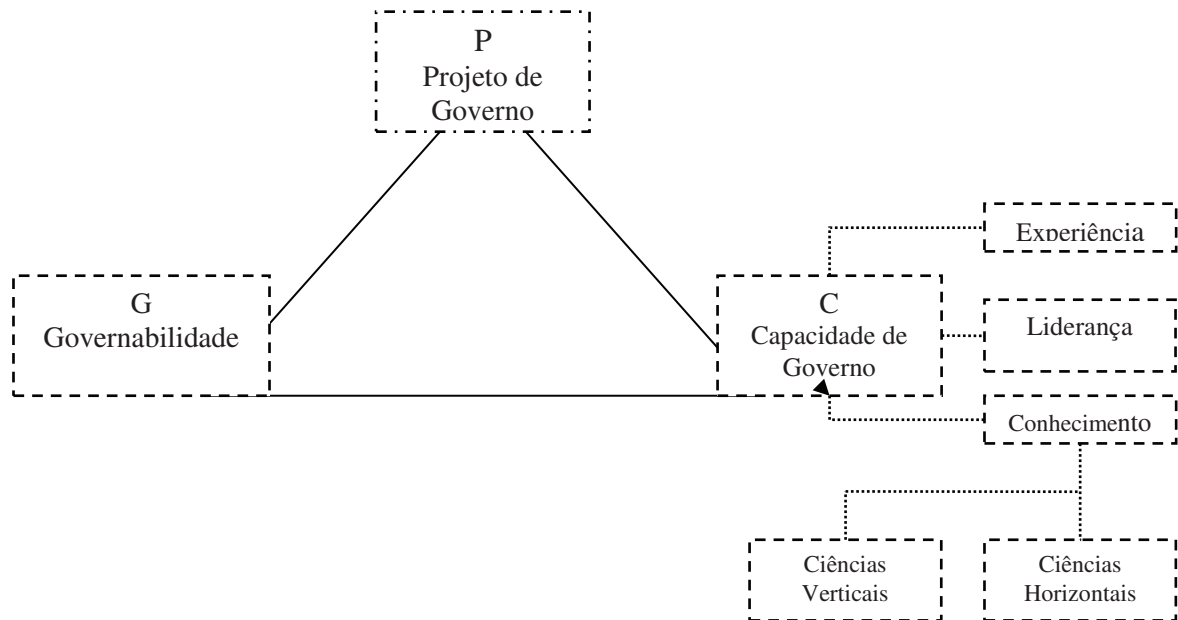 P
Projeto de
Governo
G
Governabilidade
C
Capacidade de
Governo
Experiência
Liderança
Conhecimento
Ciências
Verticais
Ciências
Horizontais